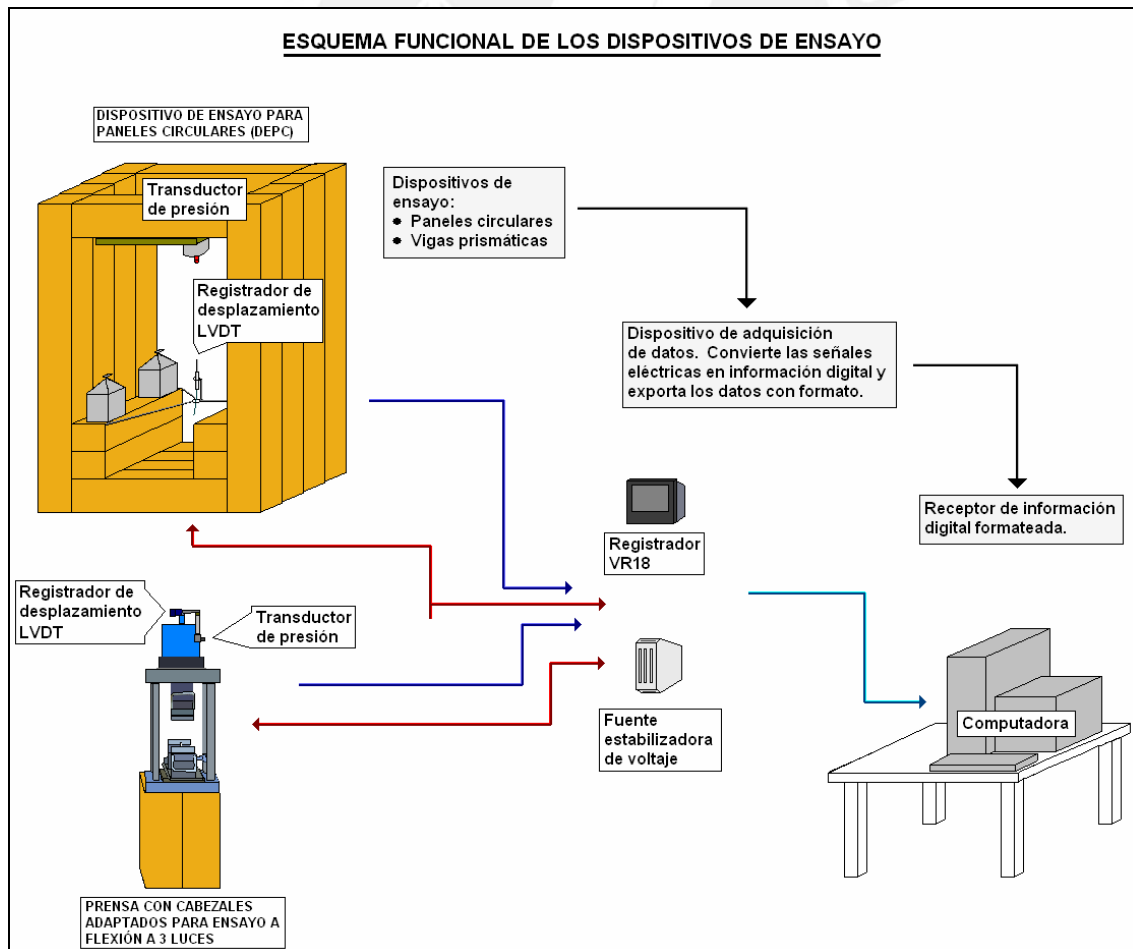 ESQUEMA FUNCIONAL DE LOS DISPOSITIVOS DE ENSAYO
DISPOSITIVO DE ENSAYO PARA
PANELES CIRCULARES (DEPC)
Transductor
de presión
Registrador de
desplazamiento
LVDT
Dispositivos de
ensayo:
● Paneles circulares
● Vigas prismáticas
Dispositivo de adquisición
de datos. Convierte las señales
eléctricas en información digital y
exporta los datos con formato.
Receptor de información
digital formateada.
Registrador
VR18
Registrador de
desplazamiento
LVDT
Transductor
de presión
Fuente
estabilizadora
de voltaje
Computadora
PRENSA CON CABEZALES
ADAPTADOS PARA ENSAYO A
FLEXIÓN A 3 LUCES